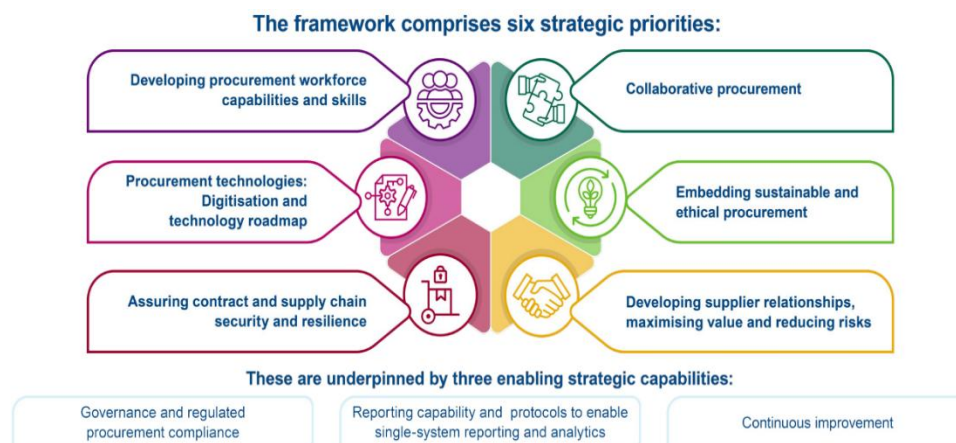 The framework comprises six strategic priorities:
Developing procurement workforce
capabilities and skills
Collaborative procurement
Procurement technologies:
Digitisation and
technology roadmap
Embedding sustainable and
ethical procurement
Assuring contract and supply chain
security and resilience
Developing supplier relationships,
maximising value and reducing risks
These are underpinned by three enabling strategic capabilities:
Governance and regulated
procurement compliance
Reporting capability and protocols to enable
single-system reporting and analytics
Continuous improvement